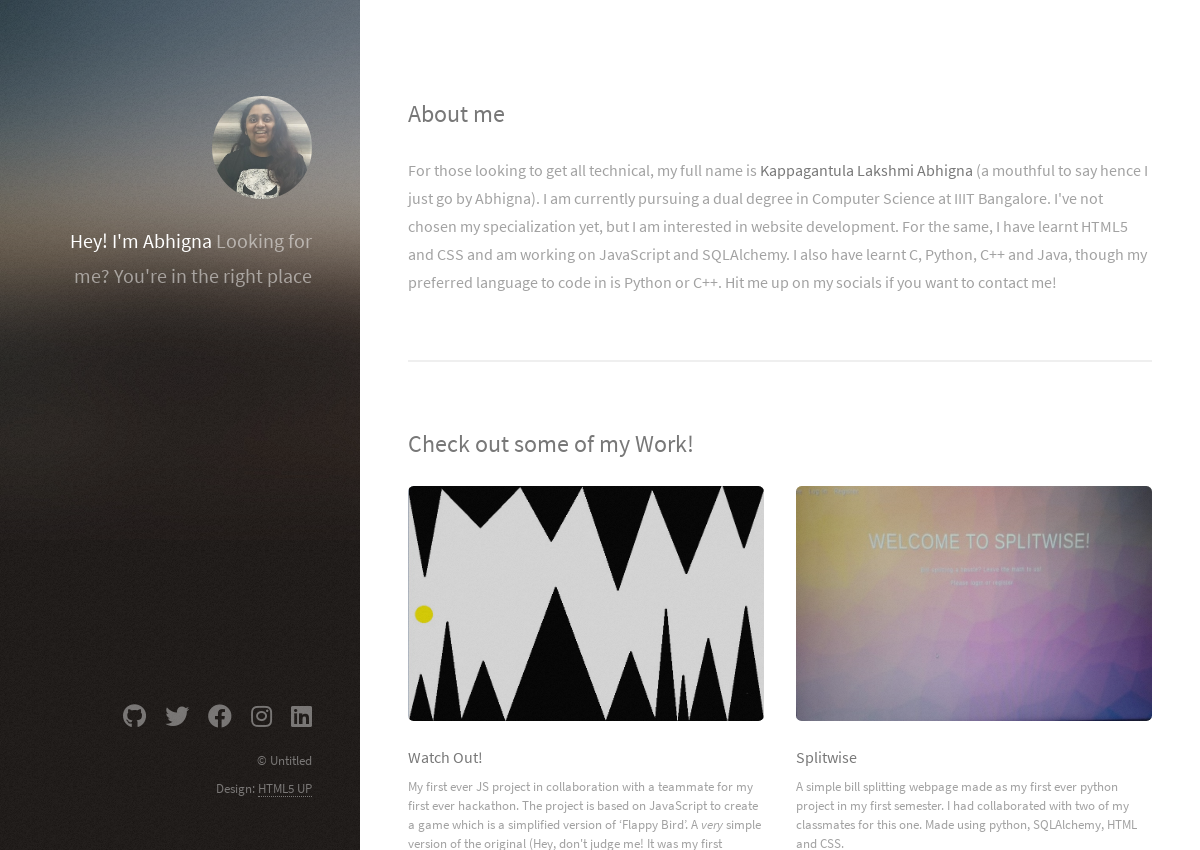 Hey! I'm Abhigna Looking for
me? You're in the right place
© Untitled
Design: HTML5 UP
About me
For those looking to get all technical, my full name is Kappagantula Lakshmi Abhigna (a mouthful to say hence I
just go by Abhigna). I am currently pursuing a dual degree in Computer Science at IIIT Bangalore. I've not
chosen my specialization yet, but I am interested in website development. For the same, I have learnt HTML5
and CSS and am working on JavaScript and SQLAlchemy. I also have learnt C, Python, C++ and Java, though my
preferred language to code in is Python or C++. Hit me up on my socials if you want to contact me!
Check out some of my Work!
WELCOME TO SPLITWISE!
Watch Out!
My first ever JS project in collaboration with a teammate for my
first ever hackathon. The project is based on JavaScript to create
a game which is a simplified version of ‘Flappy Bird’. A very simple
version of the original (Hey, don't judge me! It was my first
Splitwise
A simple bill splitting webpage made as my first ever python
project in my first semester. I had collaborated with two of my
classmates for this one. Made using python, SQLAlchemy, HTML
and CSS.